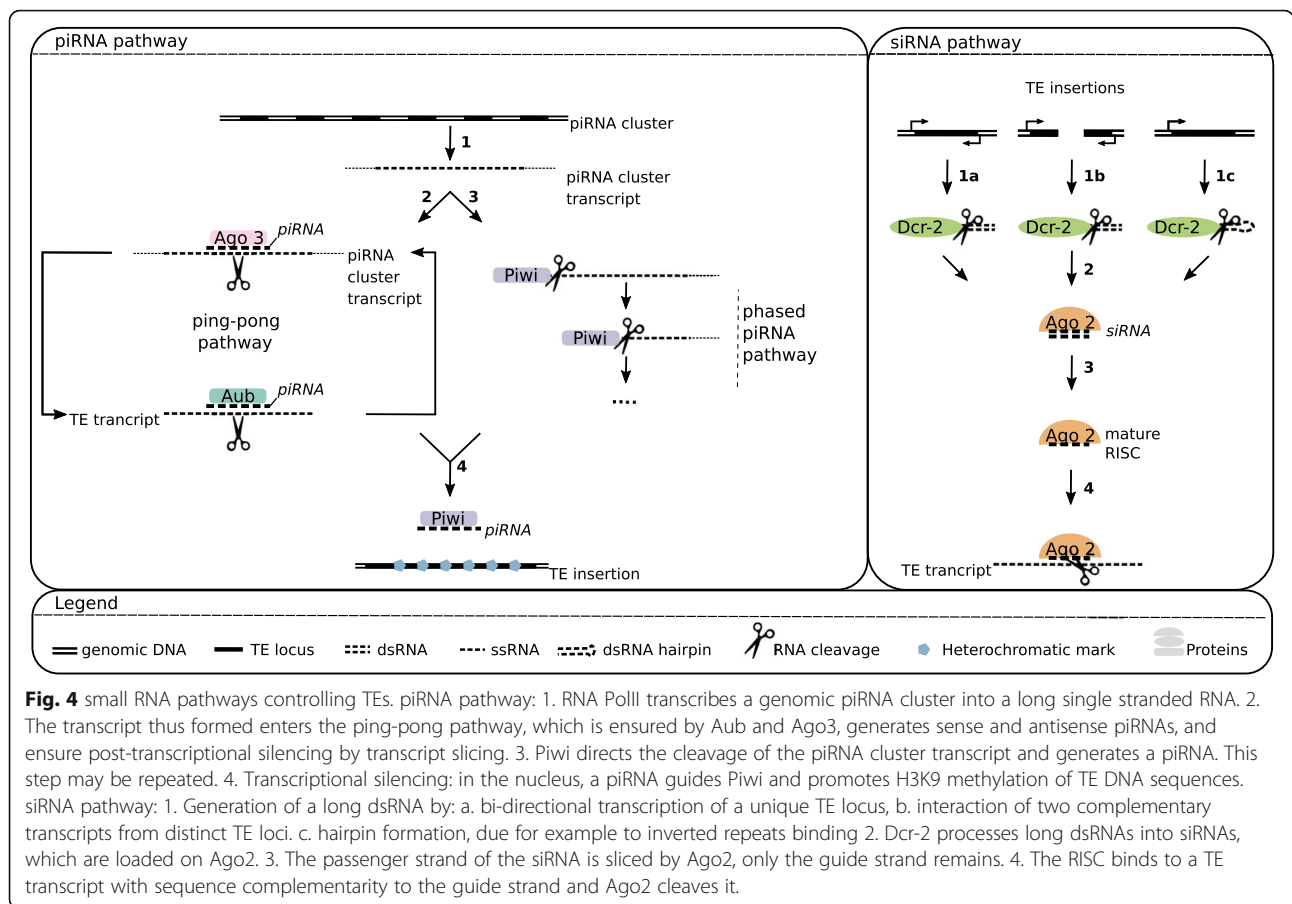 piRNA pathway
piRNA cluster
1
piRNA cluster
transcript
2
3
Ago 3
piRNA
piRNA
cluster
transcript
ping-pong
pathway
Aub
piRNA
TE trancript
Piwi
Piwi
phased
piRNA
pathway
....
4
Piwi
piRNA
TE insertion
siRNA pathway
TE insertions
1a
1b
1c
Dcr-2
Dcr-2
Dcr-2
2
Ago 2
siRNA
3
Ago 2
mature
RISC
4
Ago 2
TE trancript
Legend
genomic DNA
TE locus
dsRNA
ssRNA
dsRNA hairpin
RNA cleavage
Heterochromatic mark
Proteins
Fig. 4 small RNA pathways controlling TEs. piRNA pathway: 1. RNA PolII transcribes a genomic piRNA cluster into a long single stranded RNA. 2.
The transcript thus formed enters the ping-pong pathway, which is ensured by Aub and Ago3, generates sense and antisense piRNAs, and
ensure post-transcriptional silencing by transcript slicing. 3. Piwi directs the cleavage of the piRNA cluster transcript and generates a piRNA. This
step may be repeated. 4. Transcriptional silencing: in the nucleus, a piRNA guides Piwi and promotes H3K9 methylation of TE DNA sequences.
siRNA pathway: 1. Generation of a long dsRNA by: a. bi-directional transcription of a unique TE locus, b. interaction of two complementary
transcripts from distinct TE loci. c. hairpin formation, due for example to inverted repeats binding 2. Dcr-2 processes long dsRNAs into siRNAs,
which are loaded on Ago2. 3. The passenger strand of the siRNA is sliced by Ago2, only the guide strand remains. 4. The RISC binds to a TE
transcript with sequence complementarity to the guide strand and Ago2 cleaves it.